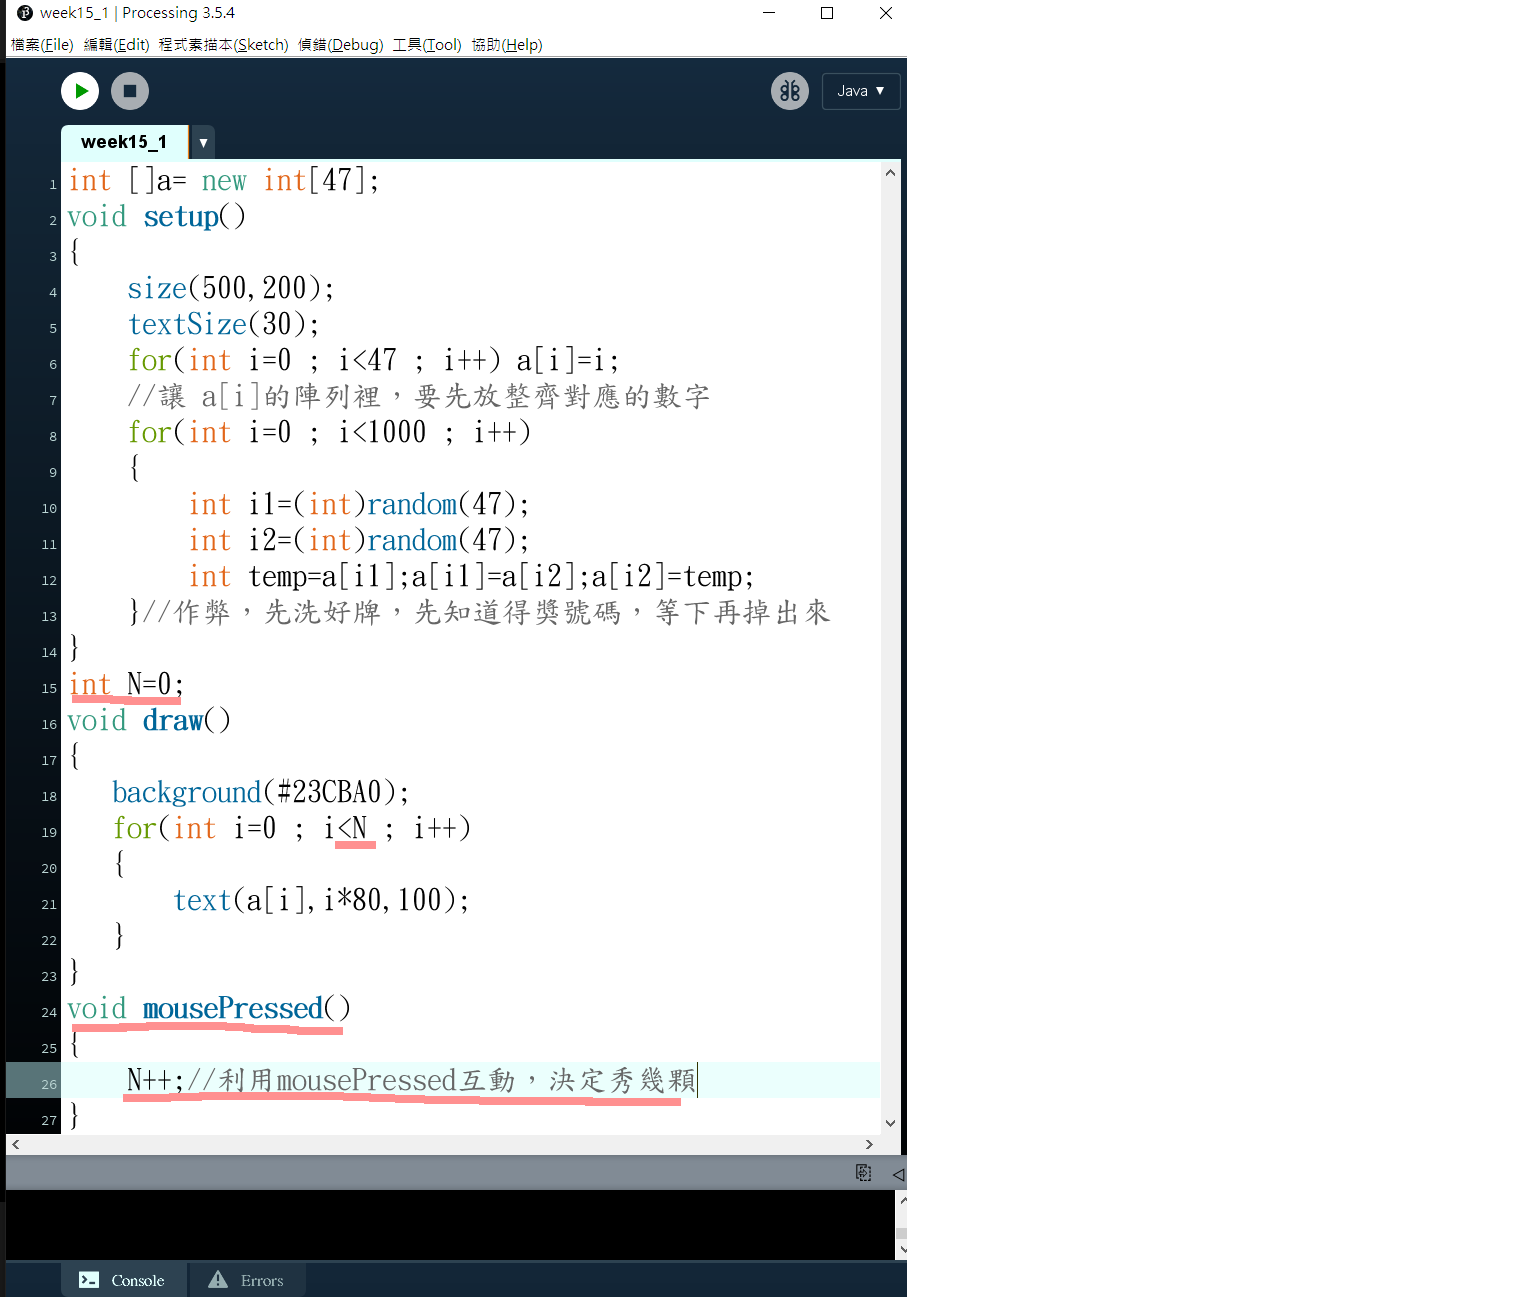 week15_1 | Processing 3.5.4
檔案(File) 編輯(Edit) 程式素描本(Sketch) 偵錯(Debug) 工具(Tool) 協助(Help)
Java ▼
week15_1 ▼
1 int []a= new int[47];
2 void setup()
3 {
4 size(500,200);
5 textSize(30);
6 for(int i=0 ; i<47 ; i++) a[i]=i;
7 //讓 a[i]的陣列裡，要先放整齊對應的數字
8 for(int i=0 ; i<1000 ; i++)
9 {
10 int i1=(int)random(47);
11 int i2=(int)random(47);
12 int temp=a[i1];a[i1]=a[i2];a[i2]=temp;
13 }//作弊，先洗好牌，先知道得獎號碼，等下再掉出來
14 }
15 int N=0;
16 void draw()
17 {
18 background(#23CBA0);
19 for(int i=0 ; i<N ; i++)
20 {
21 text(a[i],i*80,100);
22 }
23 }
24 void mousePressed()
25 {
26 N++;//利用mousePressed互動，決定秀幾顆
27 }
Console Errors